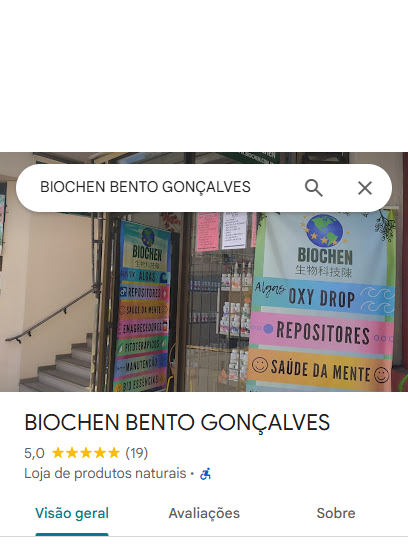 BIOCHEN BENTO GONÇALVES
BIOCHEN
ALGAS
REPOSITORES
SAÚDE DA MENTE
EMAGRECEDORES
FITOTERÁPICOS
MANUTENÇÃO
BIO ESSÊNCIAS
BIOCHEN
生物科技陳
Algas OXY DROP
REPOSITORES
SAÚDE DA MENTE
BIOCHEN BENTO GONÇALVES
5,0 ★★★★★ (19)
Loja de produtos naturais •
Visão geral Avaliações Sobre